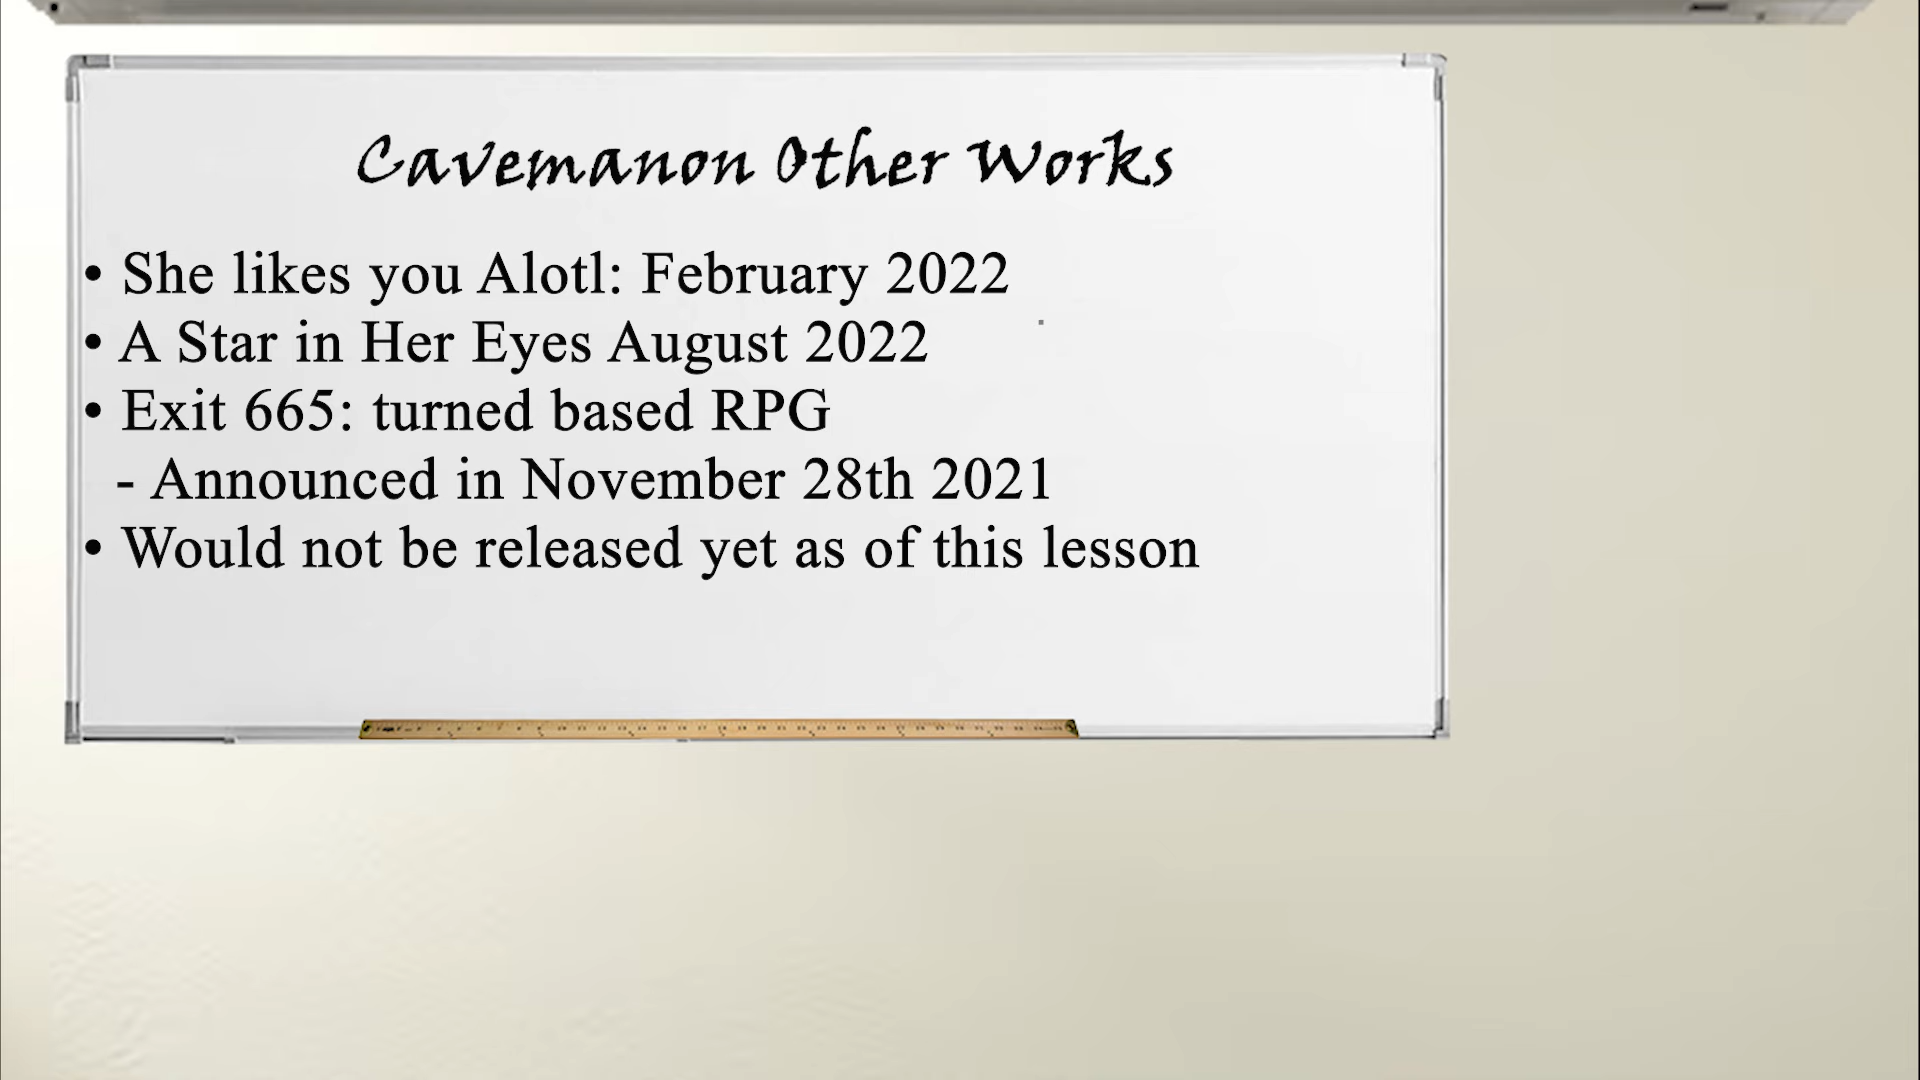 Cavemanon Other Works
• She likes you Alotl: February 2022
• A Star in Her Eyes August 2022
• Exit 665: turned based RPG
- Announced in November 28th 2021
• Would not be released yet as of this lesson